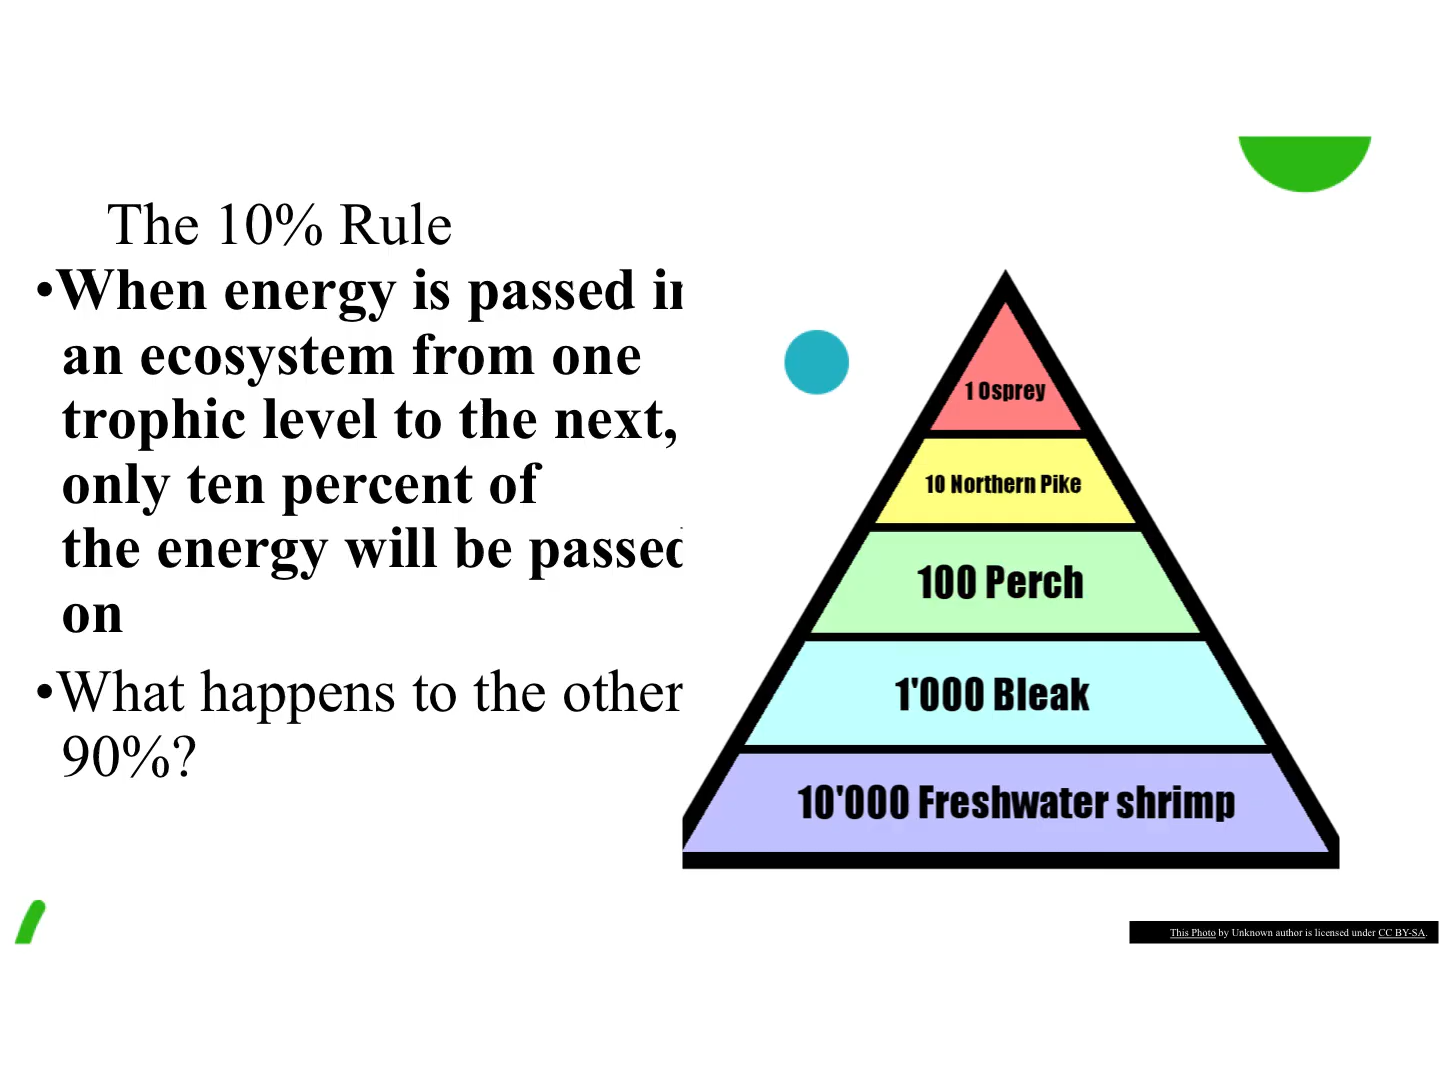 The 10% Rule
•When energy is passed in
an ecosystem from one
trophic level to the next,
only ten percent of
the energy will be passed
on
•What happens to the other
90%?
1 Osprey
10 Northern Pike
100 Perch
1'000 Bleak
10'000 Freshwater shrimp
This Photo by Unknown author is licensed under CC BY-SA.